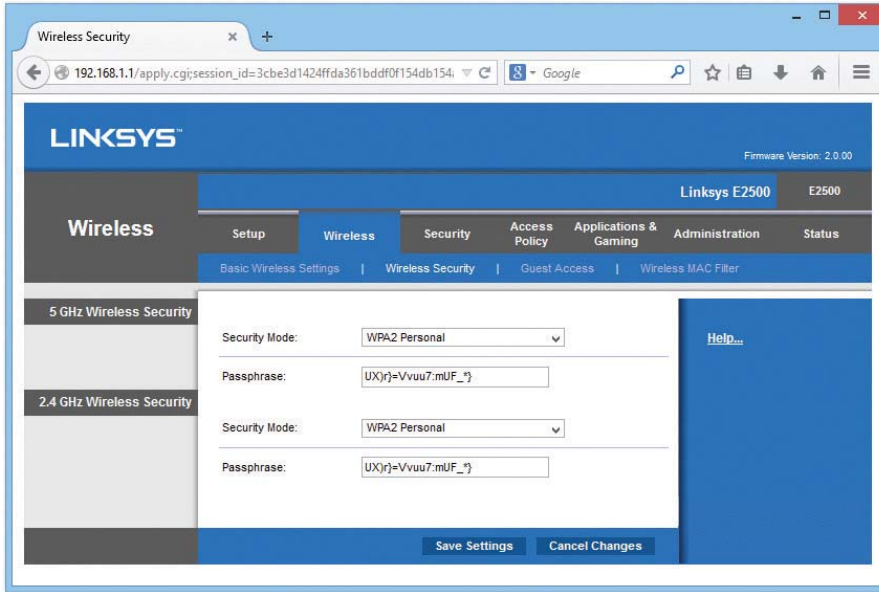 Wireless Security
192.168.1.1/apply.cgi;session_id=3cbe3d1424ffda361bddf0f154db154
Google
LINKSYS™
Firmware Version: 2.0.00
Linksys E2500 E2500
Wireless
Setup Wireless Security Access Policy Applications & Gaming Administration Status
Basic Wireless Settings | Wireless Security | Guest Access | Wireless MAC Filter
5 GHz Wireless Security
Security Mode: WPA2 Personal
Help...
Passphrase: UX)r}=Vvuu7:mUF_*}
2.4 GHz Wireless Security
Security Mode: WPA2 Personal
Passphrase: UX)r}=Vvuu7:mUF_*}
Save Settings Cancel Changes